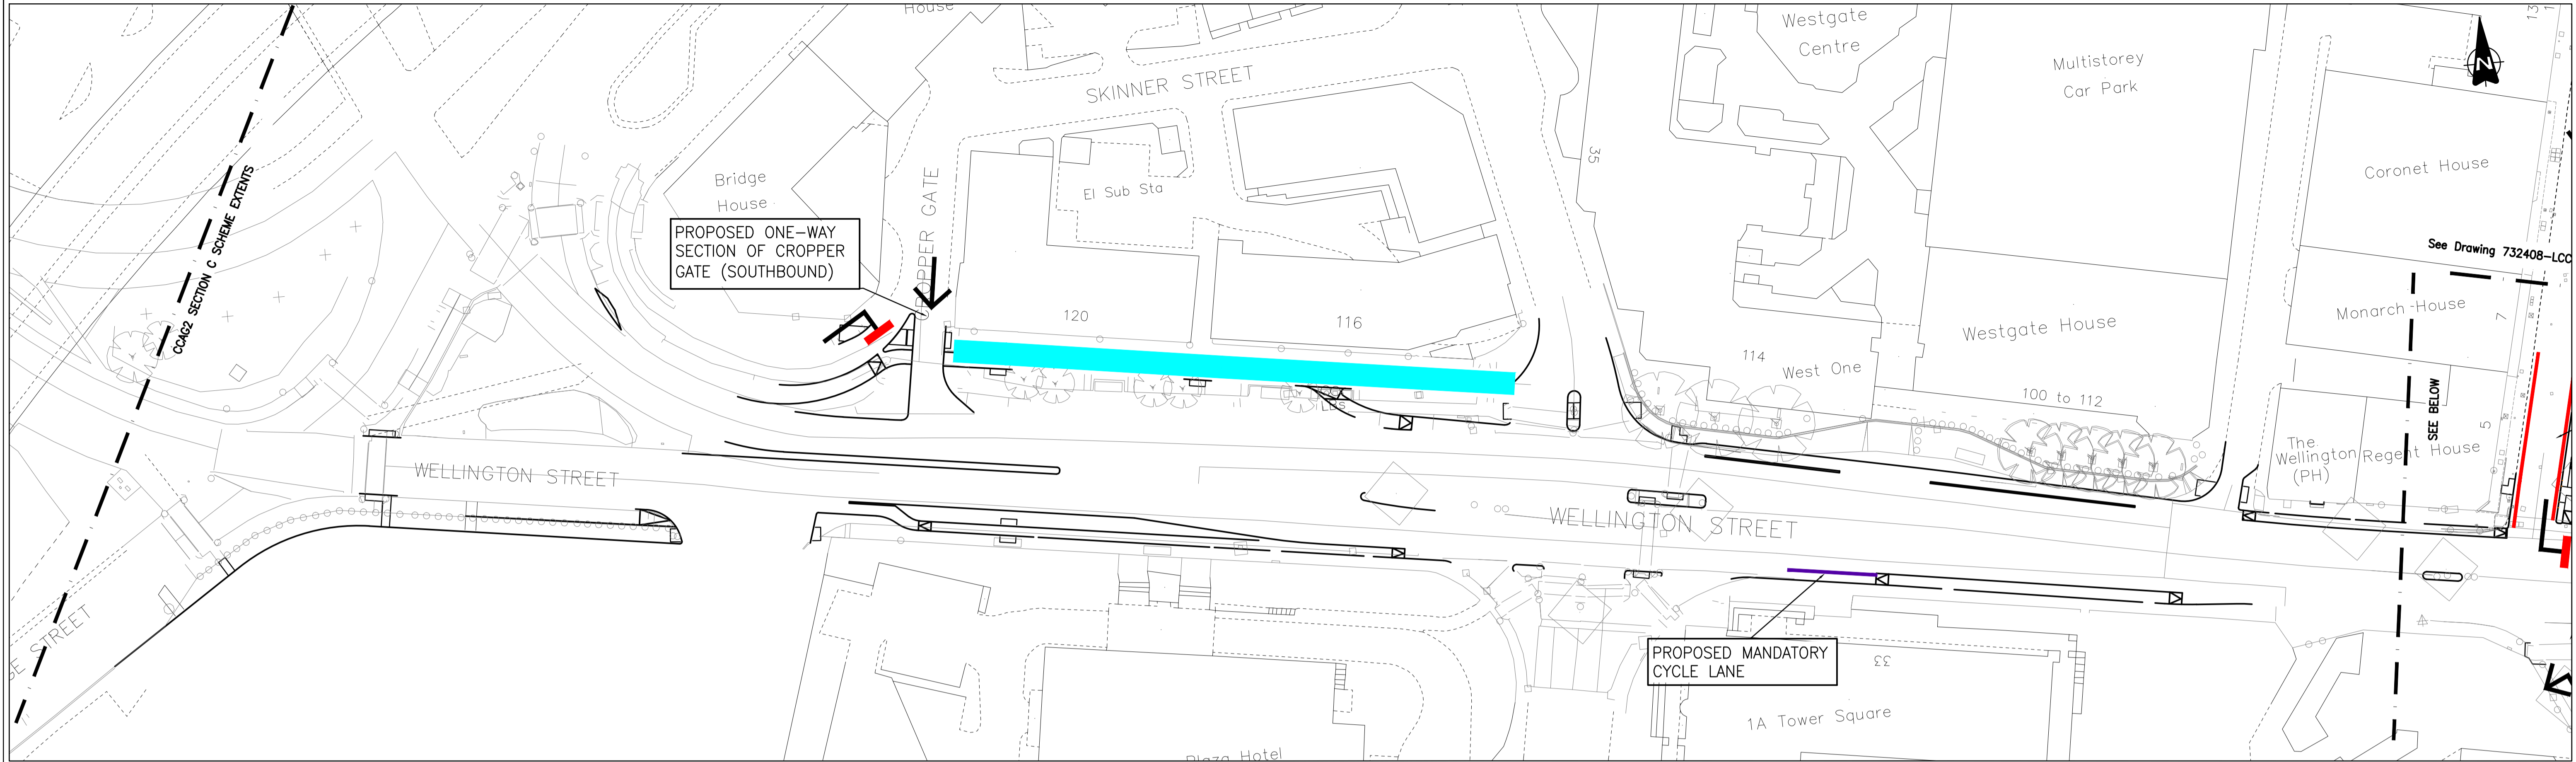 House
SKINNER STREET
Westgate
Centre
Multistorey
Car Park
N
Coronet House
35
El Sub Sta
Bridge
House
CCAG2 SECTION C SCHEME EXTENTS
PROPOSED ONE-WAY
SECTION OF CROPPER
GATE (SOUTHBOUND)
CROPPER GATE
See Drawing 732408-LCC
Monarch House
7
120
116
Westgate House
114
West One
100 to 112
SEE BELOW
5
The
Wellington
(PH)
Regent House
LBs
WELLINGTON STREET
WELLINGTON STREET
PROPOSED MANDATORY
CYCLE LANE
33
1A Tower Square
STREET
Plaza Hotel